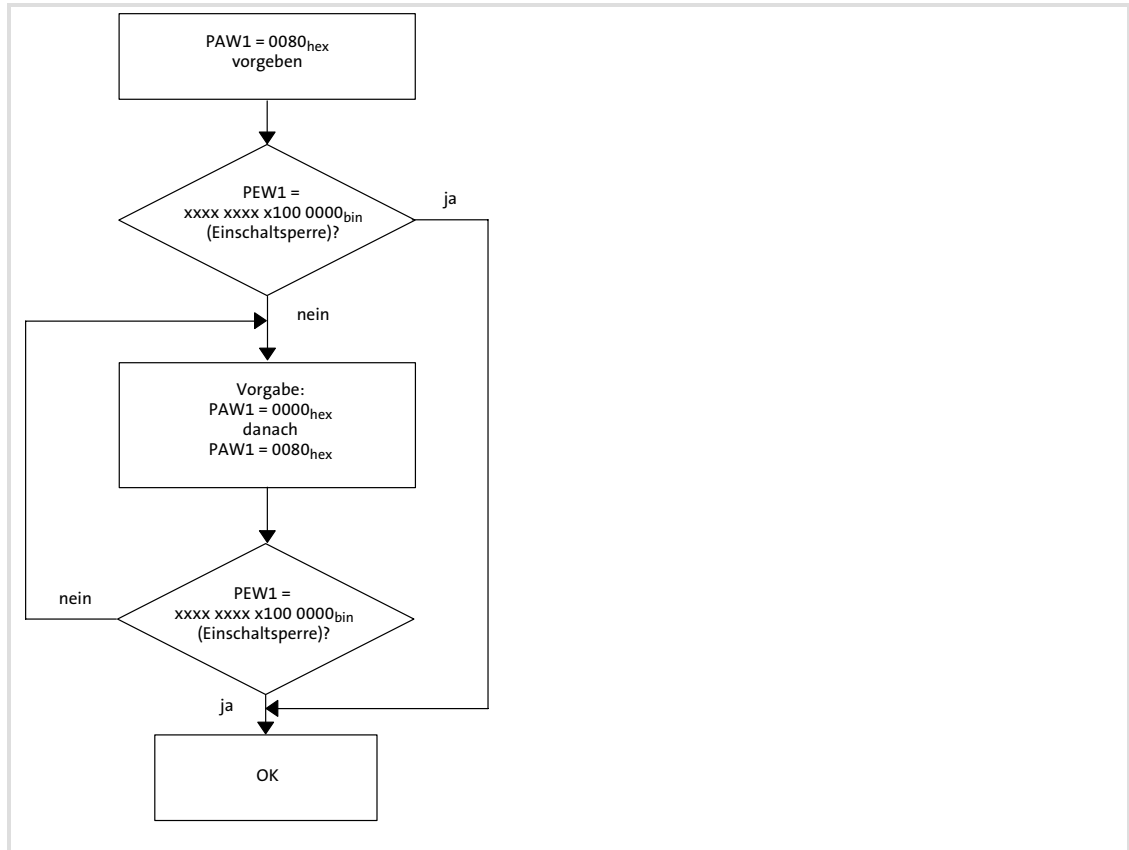 PAW1 = 0080hex
vorgeben
PEW1 =
xxxx xxxx x100 0000bin
(Einschaltsperre)?
ja
nein
Vorgabe:
PAW1 = 0000hex
danach
PAW1 = 0080hex
PEW1 =
xxxx xxxx x100 0000bin
(Einschaltsperre)?
nein
ja
OK